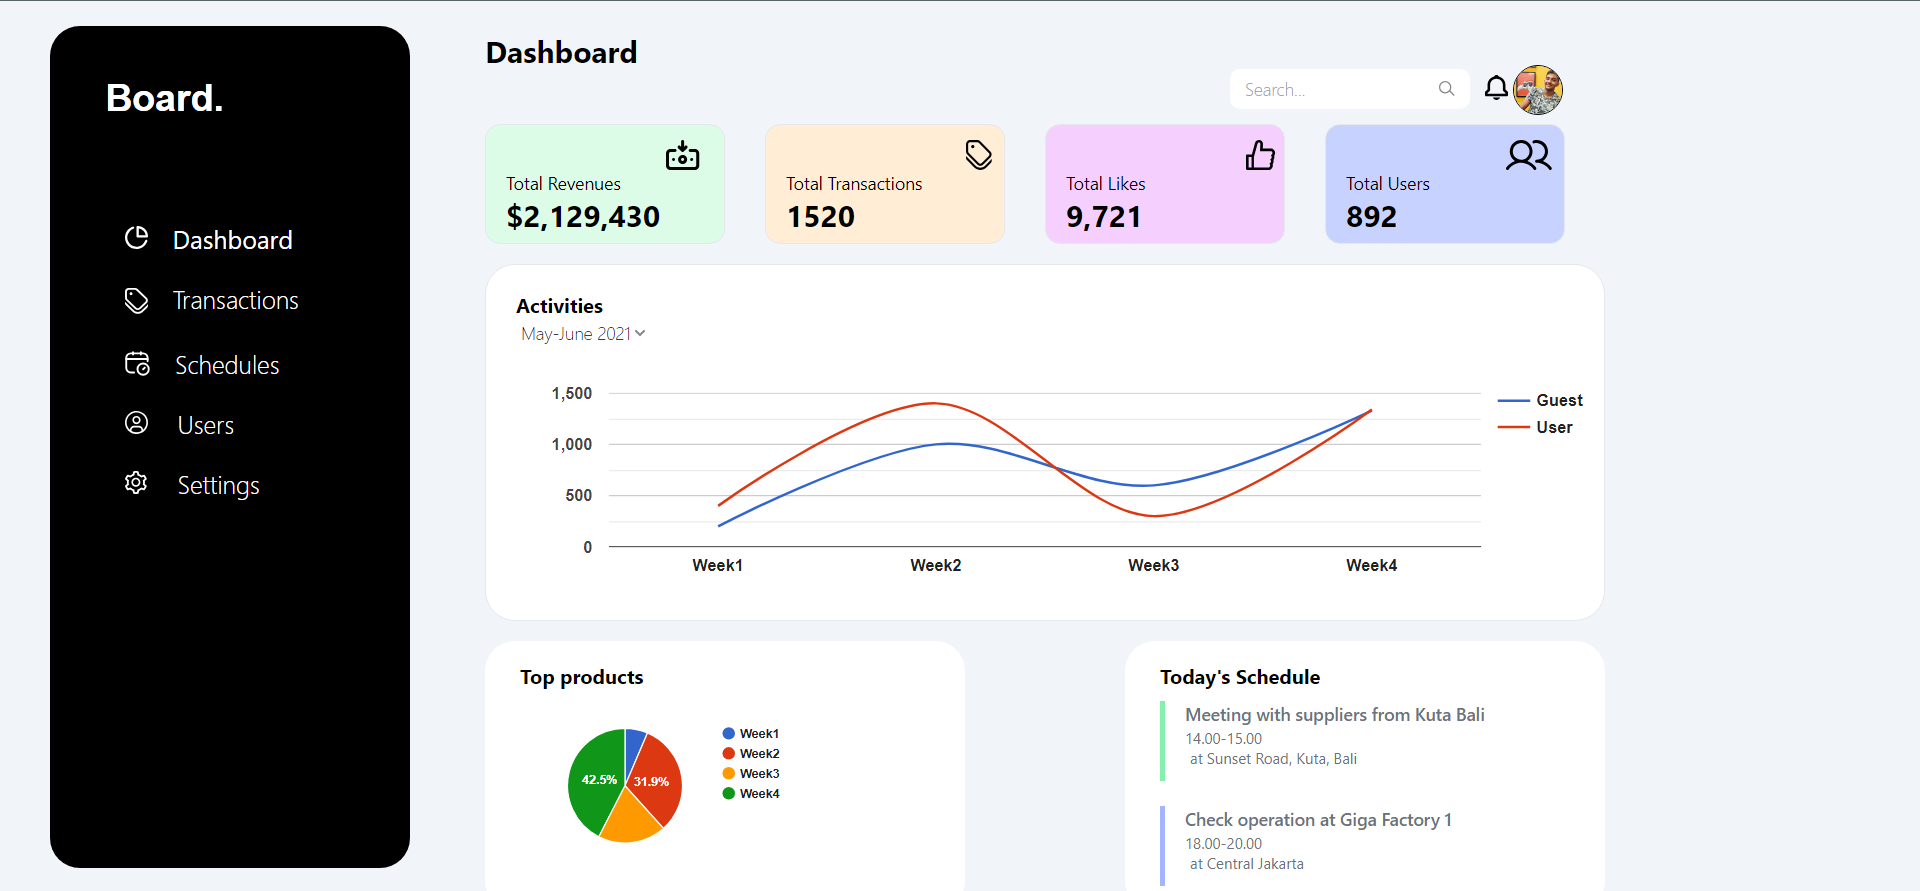 Board.
Dashboard
Transactions
Schedules
Users
Settings
Dashboard
Search...
Total Revenues
$2,129,430
Total Transactions
1520
Total Likes
9,721
Total Users
892
Activities
May-June 2021
1,500
1,000
500
0
Week1
Week2
Week3
Week4
Guest
User
Top products
42.5%
31.9%
Week1
Week2
Week3
Week4
Today's Schedule
Meeting with suppliers from Kuta Bali
14.00-15.00
at Sunset Road, Kuta, Bali
Check operation at Giga Factory 1
18.00-20.00
at Central Jakarta